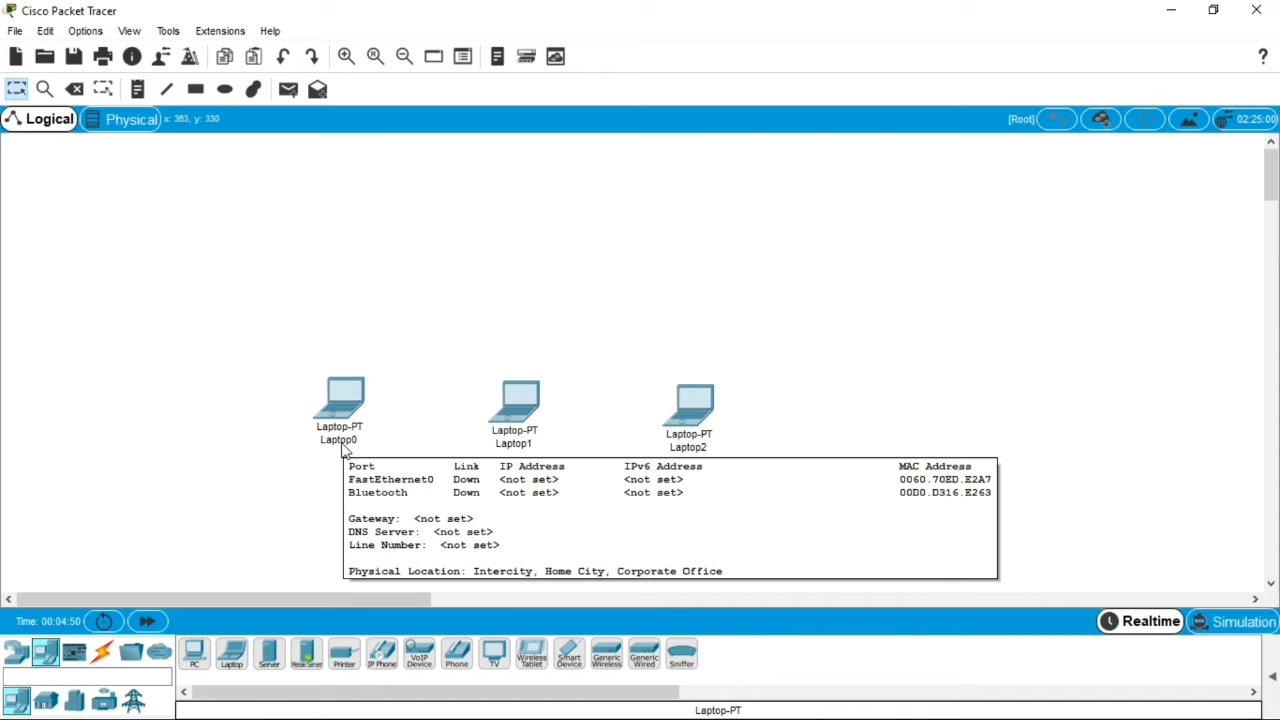 Cisco Packet Tracer
File Edit Options View Tools Extensions Help
?
Logical Physical x: 363, y: 330 [Root] 02:25:00
Laptop-PT Laptop-PT Laptop-PT
Laptop0 Laptop1 Laptop2
Port Link IP Address IPv6 Address MAC Address
FastEthernet0 Down <not set> <not set> 0060.70ED.E2A7
Bluetooth Down <not set> <not set> 00D0.D316.E263
Gateway: <not set>
DNS Server: <not set>
Line Number: <not set>
Physical Location: Intercity, Home City, Corporate Office
Time: 00:04:50 Realtime Simulation
PC Laptop Server Meraki Server Printer IP Phone VoIP Device Phone TV Wireless Tablet Smart Device Generic Wireless Generic Wired Sniffer
Laptop-PT